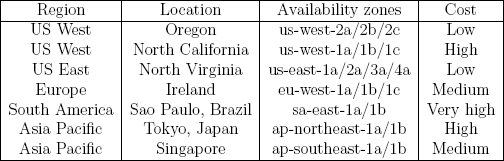 Region Location Availability zones Cost
US West Oregon us-west-2a/2b/2c Low
US West North California us-west-1a/1b/1c High
US East North Virginia us-east-1a/2a/3a/4a Low
Europe Ireland eu-west-1a/1b/1c Medium
South America Sao Paulo, Brazil sa-east-1a/1b Very high
Asia Pacific Tokyo, Japan ap-northeast-1a/1b High
Asia Pacific Singapore ap-southeast-1a/1b Medium